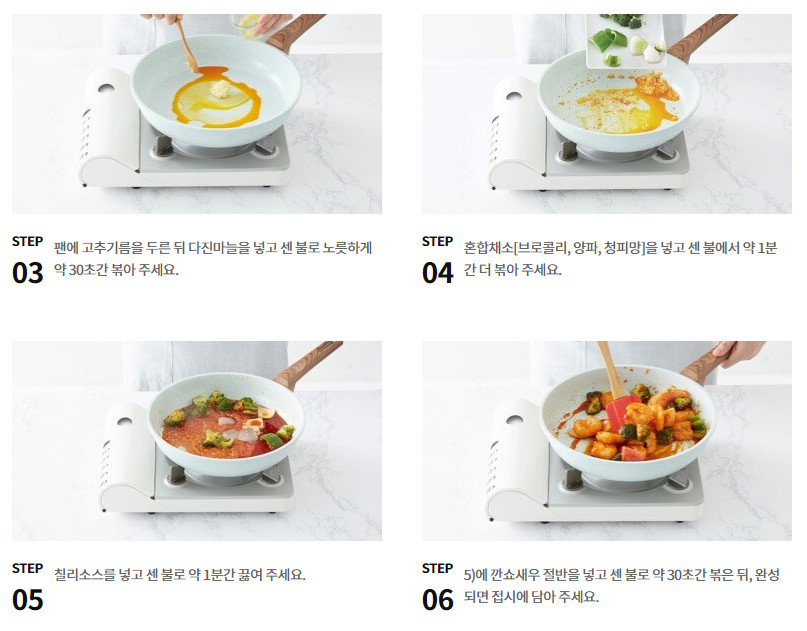 STEP
03
팬에 고추기름을 두른 뒤 다진마늘을 넣고 센 불로 노릇하게
약 30초간 볶아 주세요.
STEP
04
혼합채소[브로콜리, 양파, 청피망]을 넣고 센 불에서 약 1분
간 더 볶아 주세요.
STEP
05
칠리소스를 넣고 센 불로 약 1분간 끓여 주세요.
STEP
06
5)에 깐쇼새우 절반을 넣고 센 불로 약 30초간 볶은 뒤, 완성
되면 접시에 담아 주세요.